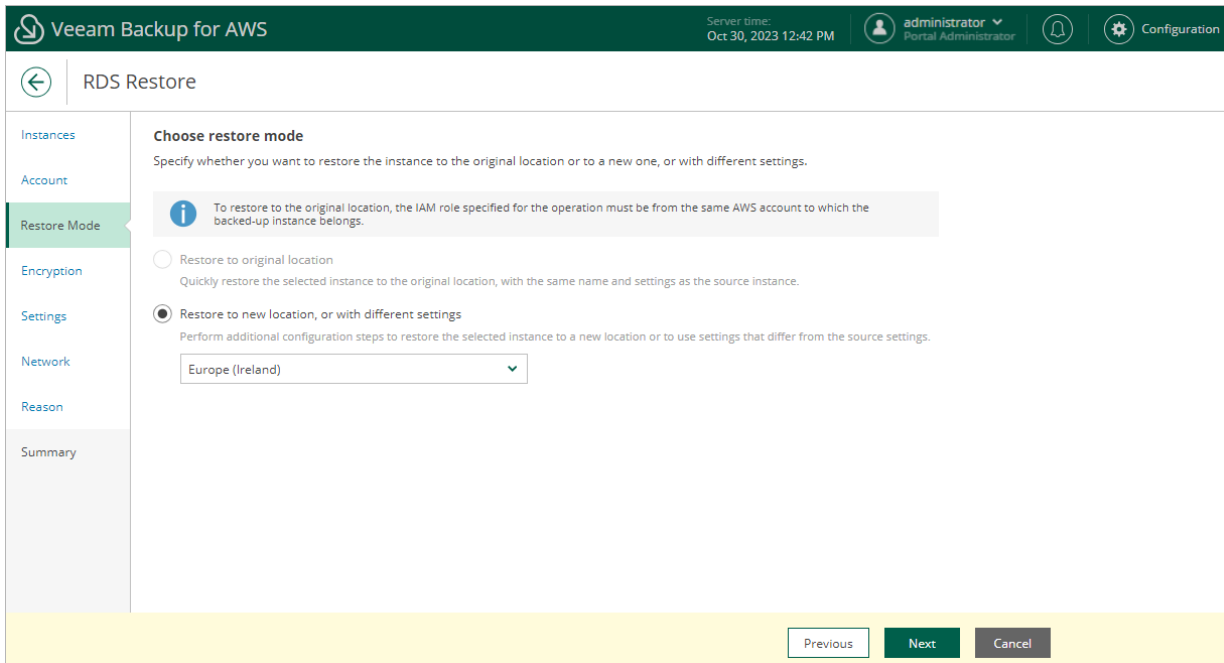 Veeam Backup for AWS
Server time:
Oct 30, 2023 12:42 PM
administrator
Portal Administrator
Configuration
RDS Restore
Instances
Account
Restore Mode
Encryption
Settings
Network
Reason
Summary
Choose restore mode
Specify whether you want to restore the instance to the original location or to a new one, or with different settings.
To restore to the original location, the IAM role specified for the operation must be from the same AWS account to which the
backed-up instance belongs.
Restore to original location
Quickly restore the selected instance to the original location, with the same name and settings as the source instance.
Restore to new location, or with different settings
Perform additional configuration steps to restore the selected instance to a new location or to use settings that differ from the source settings.
Europe (Ireland)
Previous
Next
Cancel